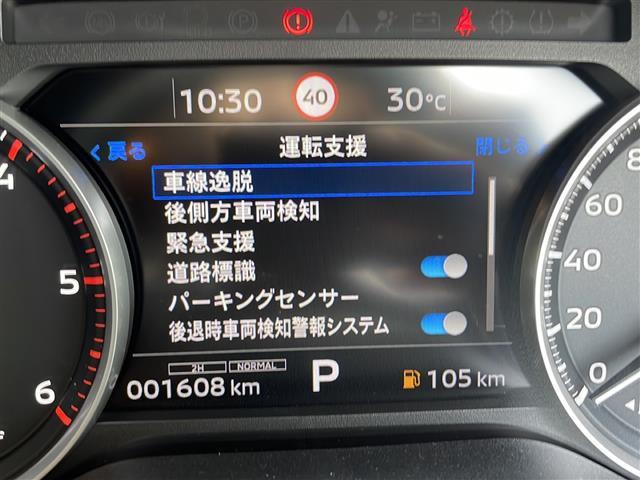 10:30 40 30°C
< 戻る 運転支援 閉じる
車線逸脱
後側方車両検知
緊急支援
道路標識
パーキングセンサー
後退時車両検知警報システム
2H NORMAL
001608 km P 105 km
4
5
6
8
60
40
20
0